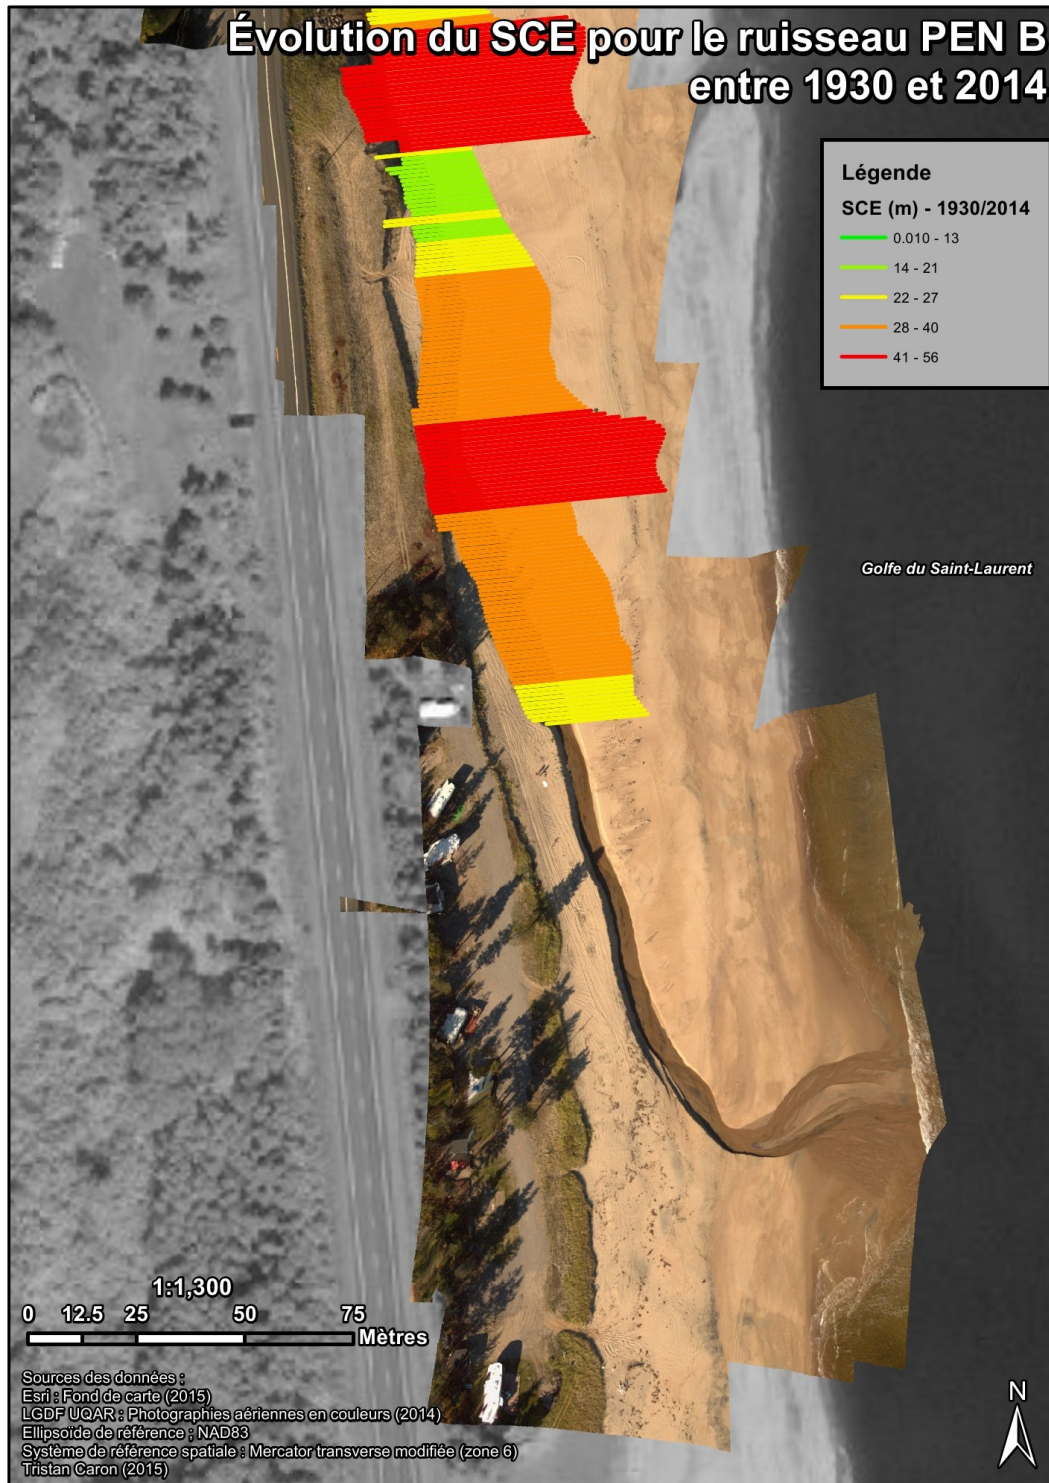 Évolution du SCE pour le ruisseau PEN B
entre 1930 et 2014
Légende
SCE (m) - 1930/2014
0.010 - 13
14 - 21
22 - 27
28 - 40
41 - 56
Golfe du Saint-Laurent
1:1,300
0 12.5 25 50 75
Mètres
Sources des données :
Esri : Fond de carte (2015)
LGDF UQAR : Photographies aériennes en couleurs (2014)
Ellipsoïde de référence : NAD83
Système de référence spatiale : Mercator transverse modifiée (zone 6)
Tristan Caron (2015)
N